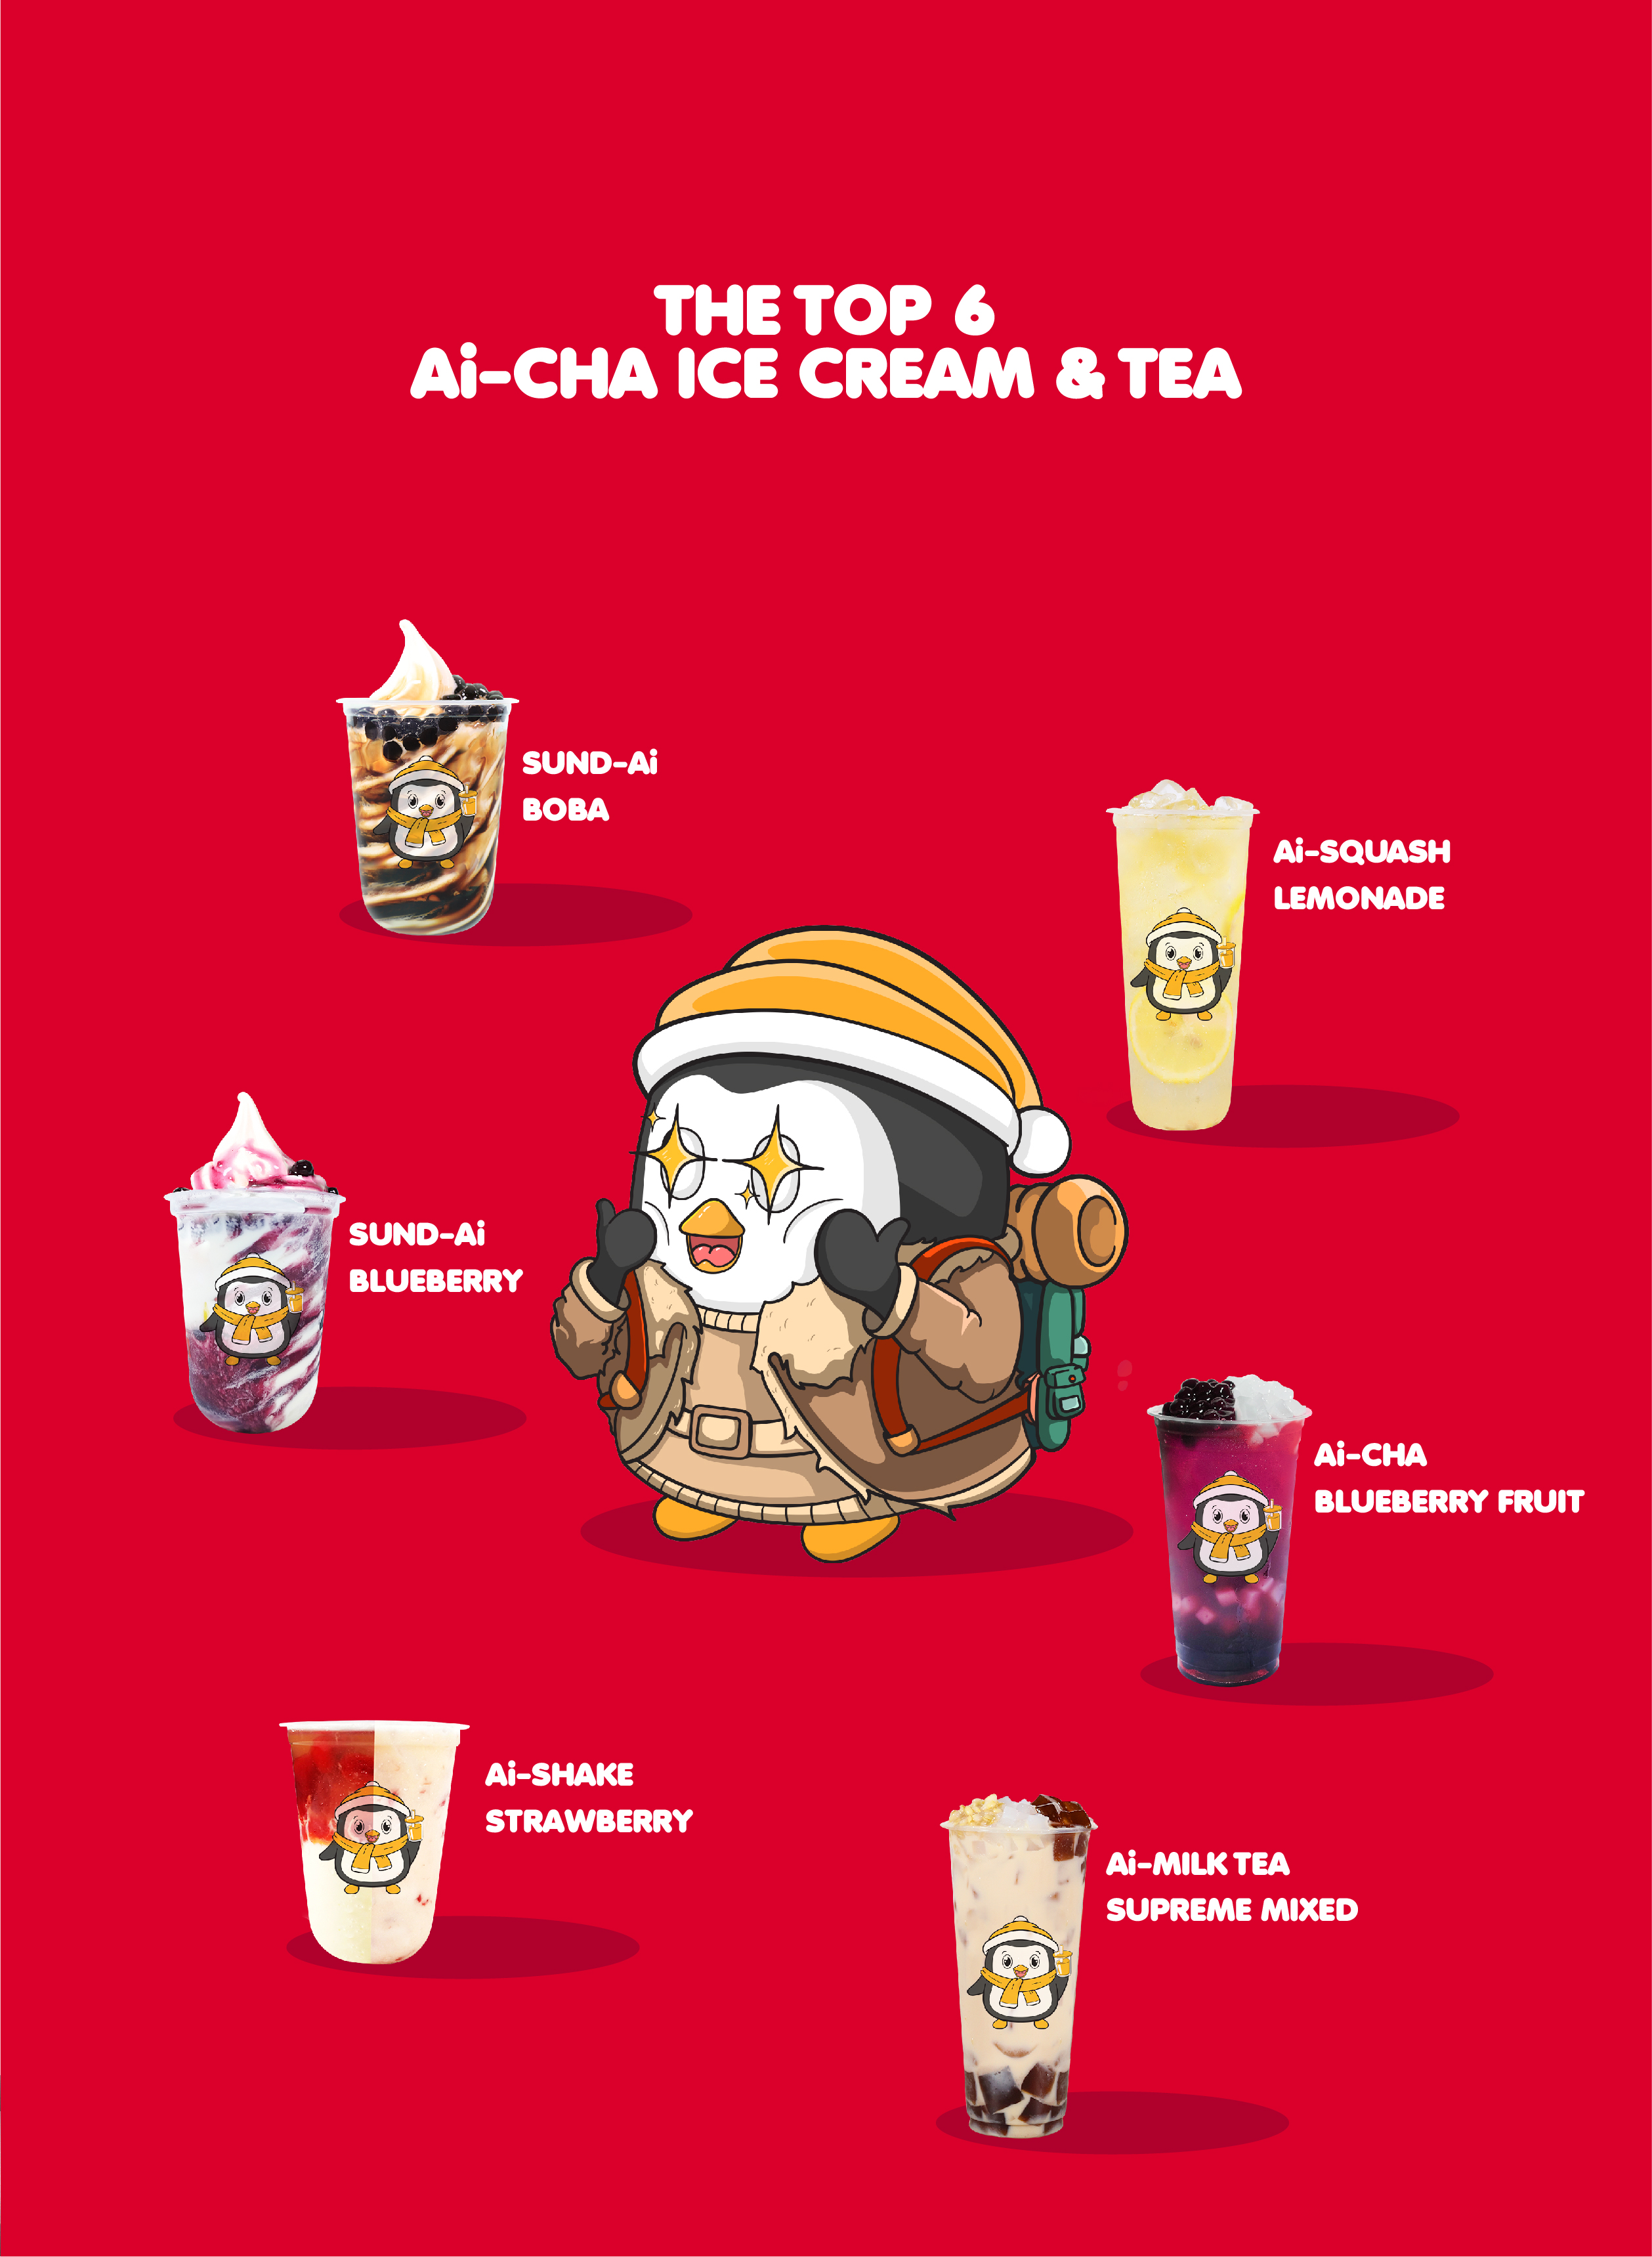 THE TOP 6
Ai-CHA ICE CREAM & TEA
SUND-Ai
BOBA
Ai-SQUASH
LEMONADE
SUND-Ai
BLUEBERRY
Ai-CHA
BLUEBERRY FRUIT
Ai-SHAKE
STRAWBERRY
Ai-MILK TEA
SUPREME MIXED